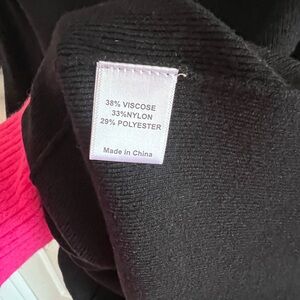 38% VISCOSE
33%NYLON
29% POLYESTER
Made in China